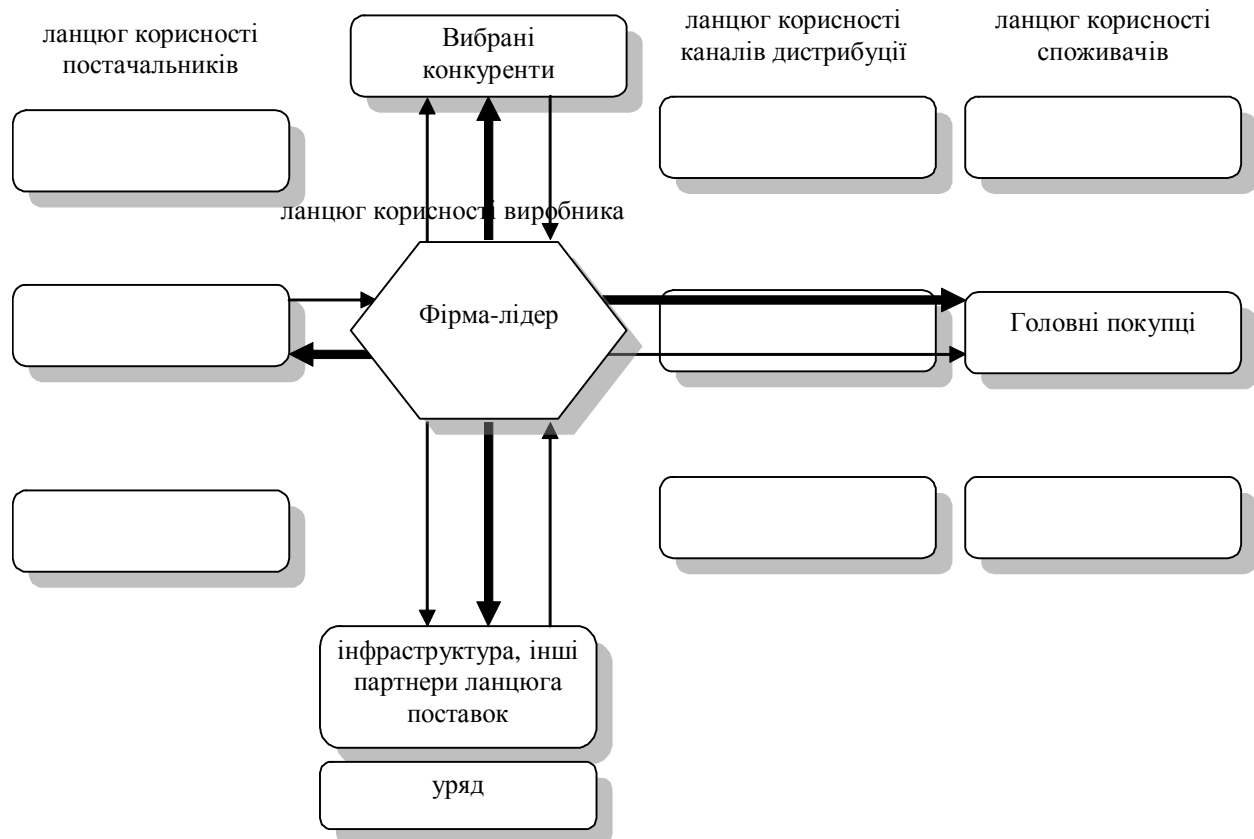 ланцюг корисності
постачальників
Вибрані
конкуренти
ланцюг корисності
каналів дистрибуції
ланцюг корисності
споживачів
ланцюг корисності виробника
Фірма-лідер
Головні покупці
інфраструктура, інші
партнери ланцюга
поставок
уряд